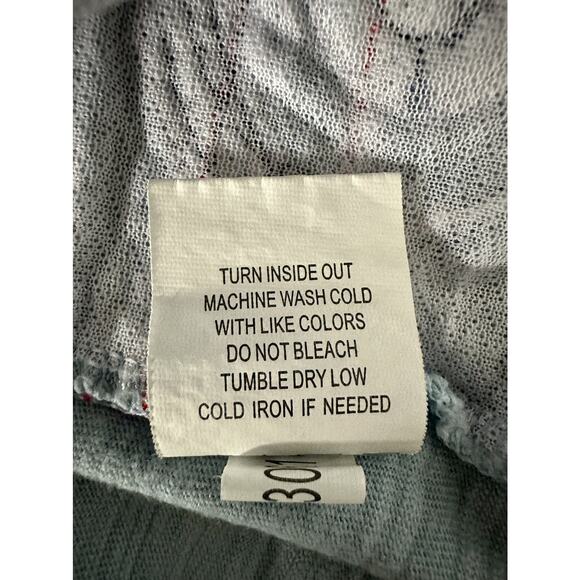 TURN INSIDE OUT
MACHINE WASH COLD
WITH LIKE COLORS
DO NOT BLEACH
TUMBLE DRY LOW
COLD IRON IF NEEDED